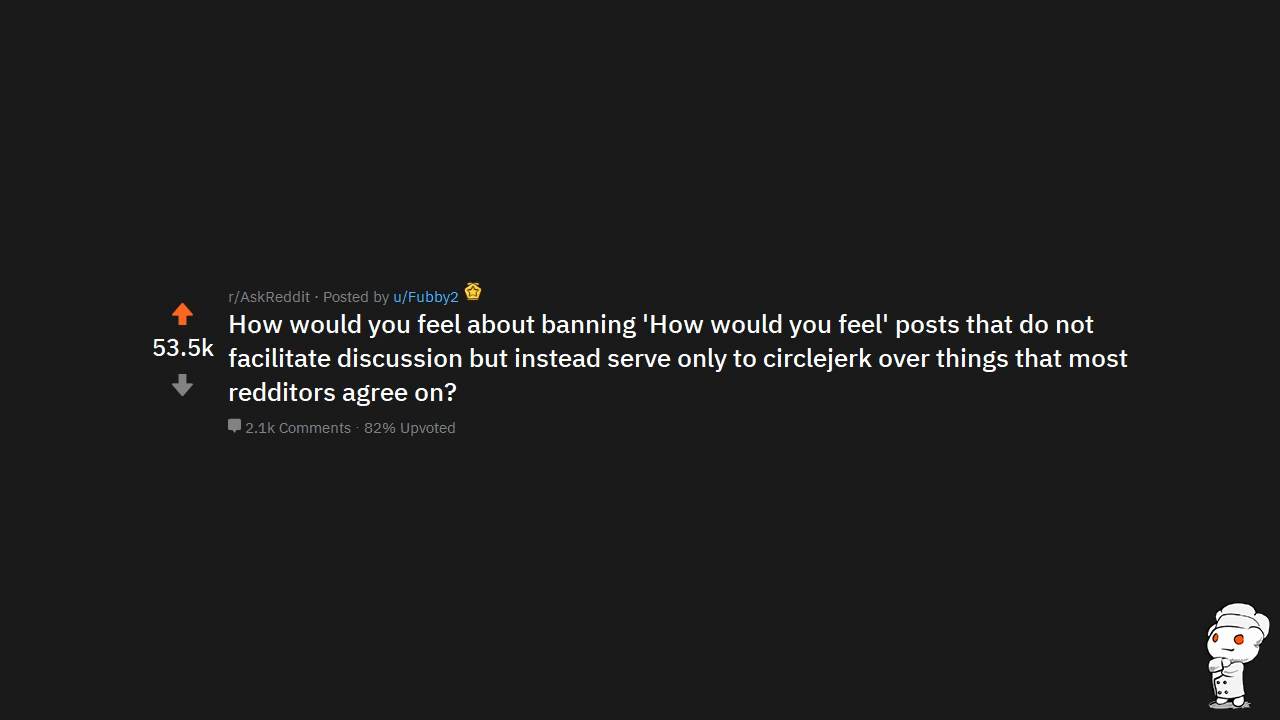 r/AskReddit · Posted by u/Fubby2
How would you feel about banning 'How would you feel' posts that do not
53.5k
facilitate discussion but instead serve only to circlejerk over things that most
redditors agree on?
2.1k Comments · 82% Upvoted